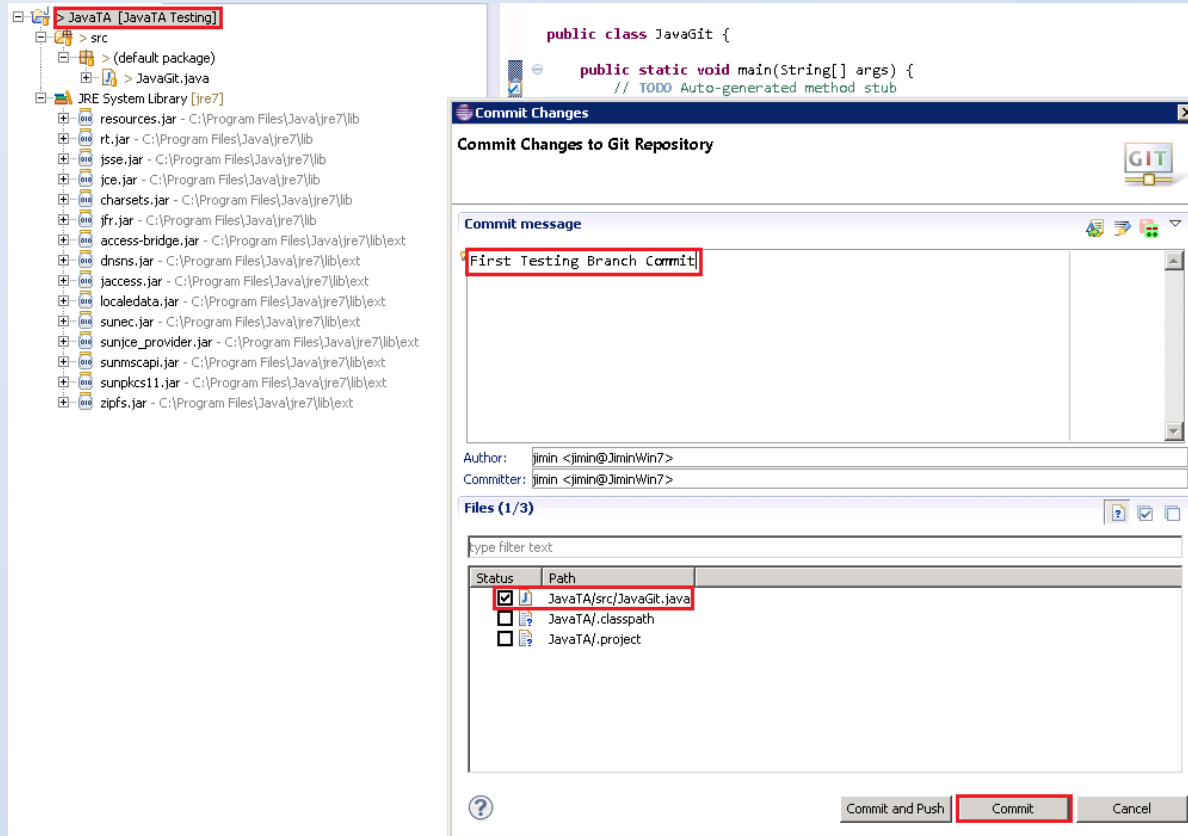 > JavaTA [JavaTA Testing]
> src
> (default package)
> JavaGit.java
JRE System Library [jre7]
resources.jar - C:\Program Files\Java\jre7\lib
rt.jar - C:\Program Files\Java\jre7\lib
jsse.jar - C:\Program Files\Java\jre7\lib
jce.jar - C:\Program Files\Java\jre7\lib
charsets.jar - C:\Program Files\Java\jre7\lib
jfr.jar - C:\Program Files\Java\jre7\lib
access-bridge.jar - C:\Program Files\Java\jre7\lib\ext
dnsns.jar - C:\Program Files\Java\jre7\lib\ext
jaccess.jar - C:\Program Files\Java\jre7\lib\ext
localedata.jar - C:\Program Files\Java\jre7\lib\ext
sunec.jar - C:\Program Files\Java\jre7\lib\ext
sunjce_provider.jar - C:\Program Files\Java\jre7\lib\ext
sunmscapi.jar - C:\Program Files\Java\jre7\lib\ext
sunpkcs11.jar - C:\Program Files\Java\jre7\lib\ext
zipfs.jar - C:\Program Files\Java\jre7\lib\ext
public class JavaGit {
public static void main(String[] args) {
// TODO Auto-generated method stub
Commit Changes
Commit Changes to Git Repository
GIT
Commit message
First Testing Branch Commit
Author: jimin <jimin@JiminWin7>
Committer: jimin <jimin@JiminWin7>
Files (1/3)
type filter text
Status Path
JavaTA/src/JavaGit.java
JavaTA/.classpath
JavaTA/.project
Commit and Push Commit Cancel